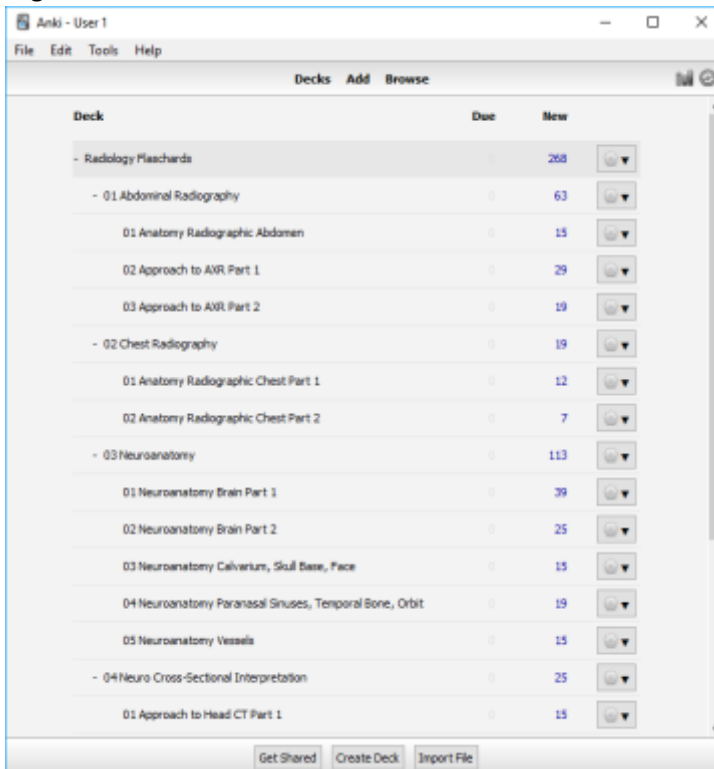 Anki - User 1
File Edit Tools Help
Decks Add Browse
Deck Due New
- Radiology Flaschards 0 268
- 01 Abdominal Radiography 0 63
01 Anatomy Radiographic Abdomen 0 15
02 Approach to AXR Part 1 0 29
03 Approach to AXR Part 2 0 19
- 02 Chest Radiography 0 19
01 Anatomy Radiographic Chest Part 1 0 12
02 Anatomy Radiographic Chest Part 2 0 7
- 03 Neuroanatomy 0 113
01 Neuroanatomy Brain Part 1 0 39
02 Neuroanatomy Brain Part 2 0 25
03 Neuroanatomy Calvarium, Skull Base, Face 0 15
04 Neuroanatomy Paranasal Sinuses, Temporal Bone, Orbit 0 19
05 Neuroanatomy Vessels 0 15
- 04 Neuro Cross-Sectional Interpretation 0 25
01 Approach to Head CT Part 1 0 15
Get Shared Create Deck Import File